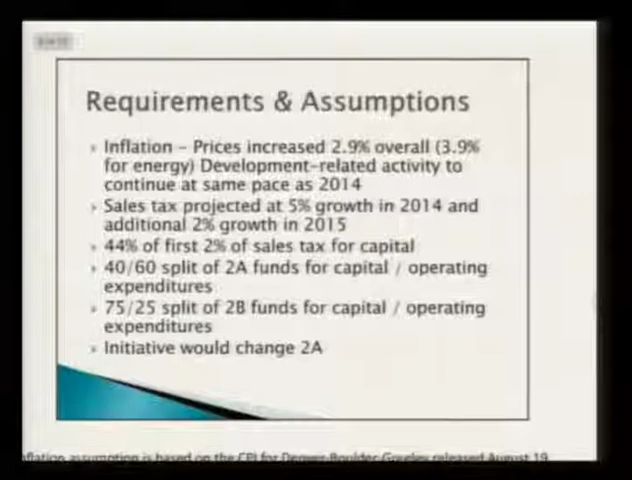 Requirements & Assumptions
Inflation - Prices increased 2.9% overall (3.9%
for energy) Development-related activity to
continue at same pace as 2014
Sales tax projected at 5% growth in 2014 and
additional 2% growth in 2015
44% of first 2% of sales tax for capital
40/60 split of 2A funds for capital / operating
expenditures
75/25 split of 2B funds for capital / operating
expenditures
Initiative would change 2A
assumption is based on the CPI for Denver-Boulder-Greeley released August 19